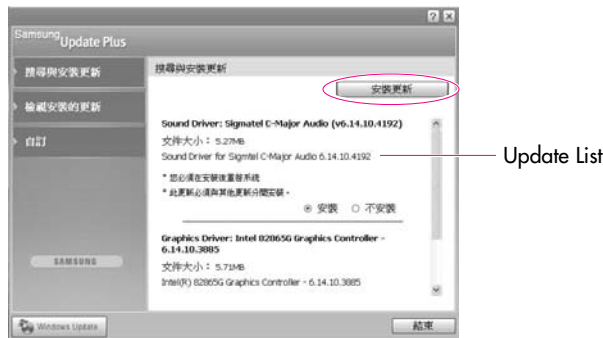 Samsung Update Plus
搜尋與安裝更新
檢視安裝的更新
自訂
SAMSUNG
Windows Update
搜尋與安裝更新
安裝更新
Sound Driver: Sigmatel C-Major Audio (v6.14.10.4192)
文件大小： 5.27MB
Sound Driver for Sigmtel C-Major Audio 6.14.10.4192
* 您必須在安裝後重啓系統
* 此更新必須與其他更新分開安裝。
安裝 不安裝
Graphics Driver: Intel 82865G Graphics Controller -
6.14.10.3885
文件大小： 5.71MB
Intel(R) 82865G Graphics Controller - 6.14.10.3885
結束
Update List